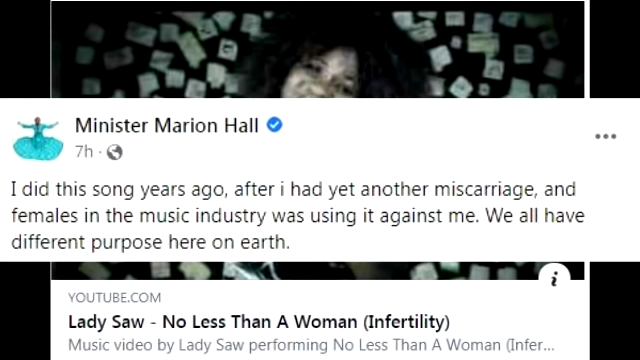 Minister Marion Hall
7h ·
I did this song years ago, after i had yet another miscarriage, and
females in the music industry was using it against me. We all have
different purpose here on earth.
i
YOUTUBE.COM
Lady Saw - No Less Than A Woman (Infertility)
Music video by Lady Saw performing No Less Than A Woman (Infer...